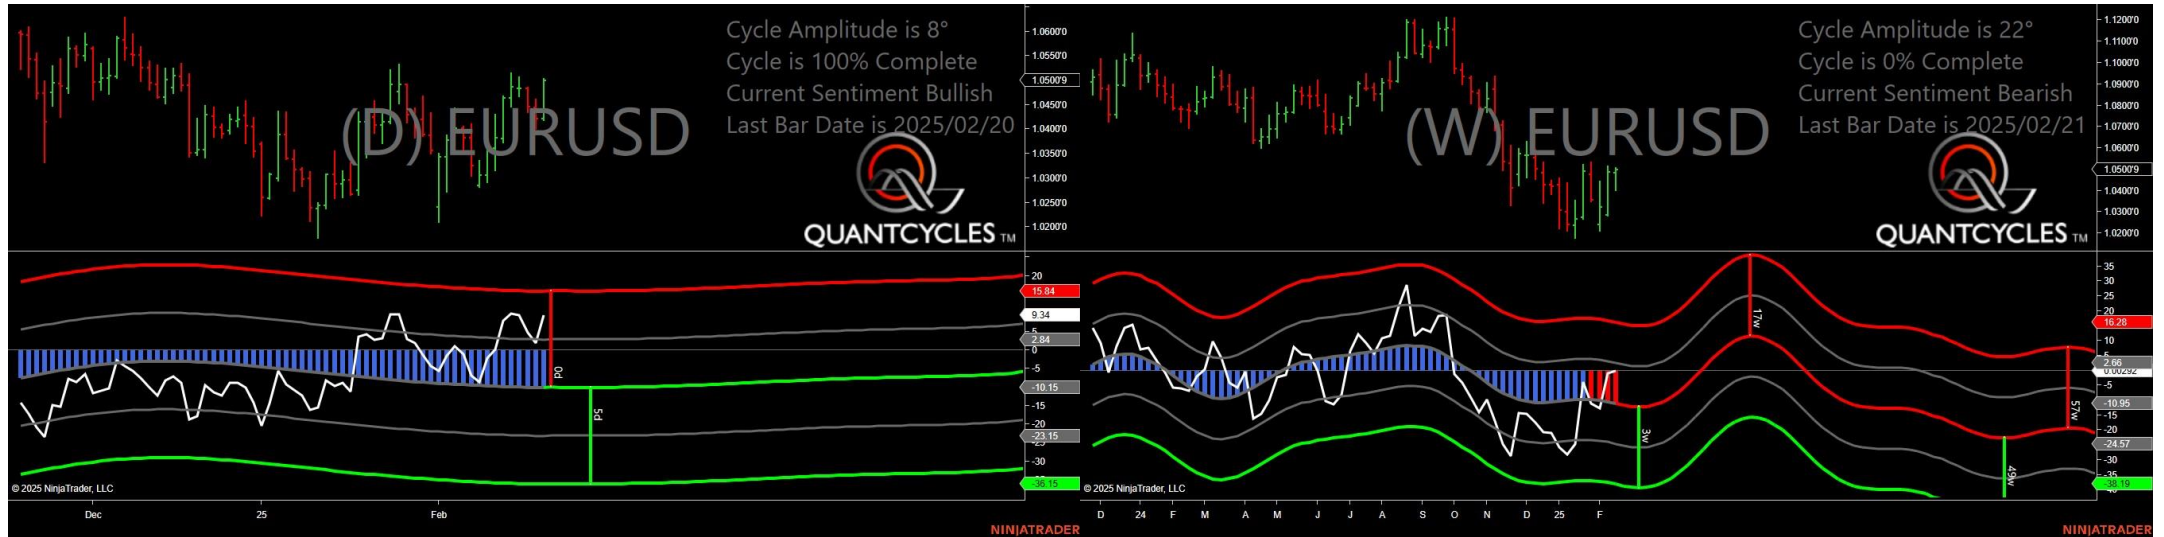 Cycle Amplitude is 8°
Cycle is 100% Complete
Current Sentiment Bullish
Last Bar Date is 2025/02/20
(D) EURUSD
QUANTCYCLES TM
1.0600'0
1.0550'0
1.0500'9
1.0450'0
1.0400'0
1.0350'0
1.0300'0
1.0250'0
1.0200'0
20
15.84
9.34
5
2.84
0
-5
-10.15
-15
-20
-23.15
-30
-36.15
0d
5d
© 2025 NinjaTrader, LLC
Dec
25
Feb
NINJATRADER
Cycle Amplitude is 22°
Cycle is 0% Complete
Current Sentiment Bearish
Last Bar Date is 2025/02/21
(W) EURUSD
QUANTCYCLES TM
1.1200'0
1.1100'0
1.1000'0
1.0900'0
1.0800'0
1.0700'0
1.0600'0
1.0500'9
1.0400'0
1.0300'0
1.0200'0
35
30
25
20
16.28
10
5
2.66
0.00292
-5
-10.95
-15
-20
-24.57
-30
-35
-38.19
17w
3w
57w
49w
© 2025 NinjaTrader, LLC
D 24 F M A M J J A S O N D 25 F
NINJATRADER